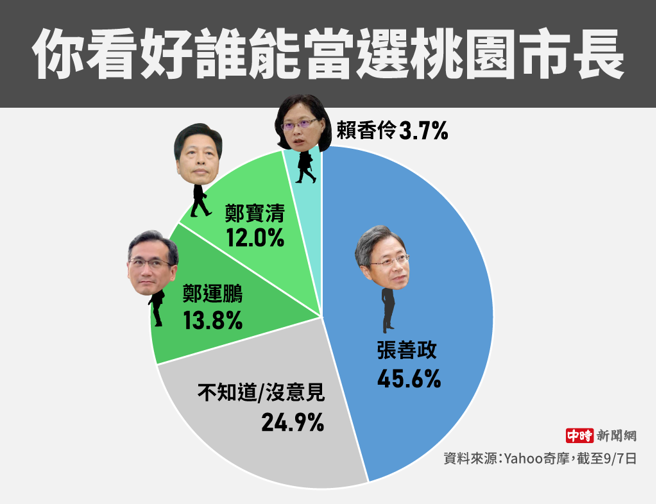 你看好誰能當選桃園市長
賴香伶3.7%
鄭寶清
12.0%
鄭運鵬
13.8%
張善政
45.6%
不知道/沒意見
24.9%
中時新聞網
資料來源:Yahoo奇摩,截至9/7日